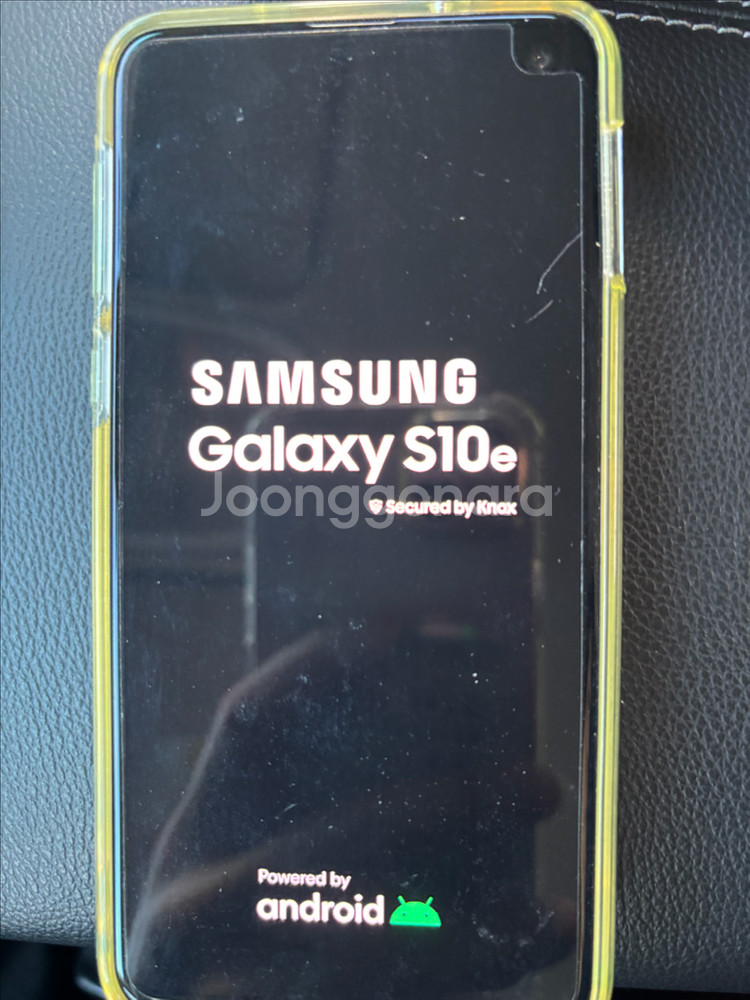 SAMSUNG
Galaxy S10e
Joonggonara
Secured by Knox
Powered by
android